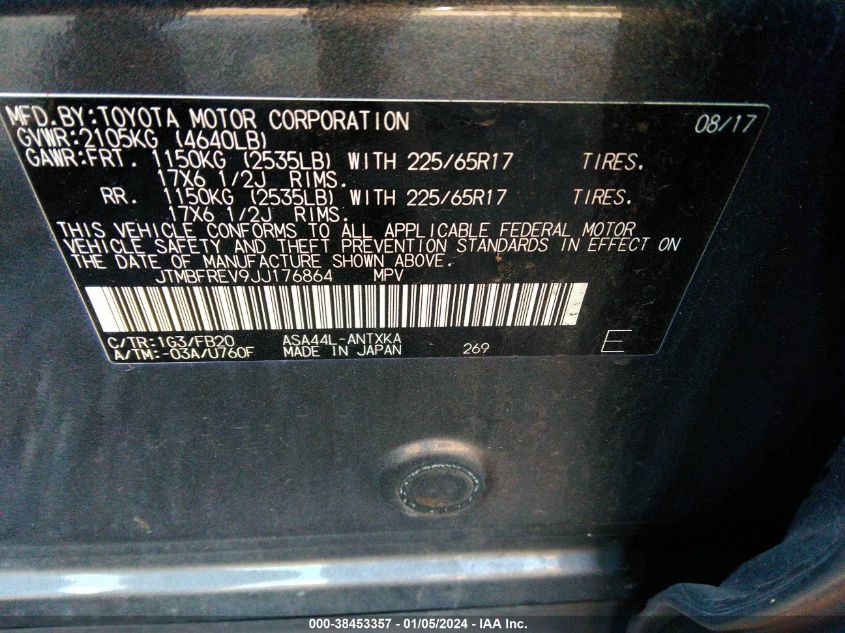 MFD.BY:TOYOTA MOTOR CORPORATION 08/17
GVWR:2105KG (4640LB)
GAWR:FRT. 1150KG (2535LB) WITH 225/65R17 TIRES.
17X6 1/2J RIMS.
RR. 1150KG (2535LB) WITH 225/65R17 TIRES.
17X6 1/2J RIMS.
THIS VEHICLE CONFORMS TO ALL APPLICABLE FEDERAL MOTOR
VEHICLE SAFETY AND THEFT PREVENTION STANDARDS IN EFFECT ON
THE DATE OF MANUFACTURE SHOWN ABOVE.
JTMBFREV9JJ176864 MPV
C/TR:1G3/FB20 ASA44L-ANTXKA
A/TM:-03A/U760F MADE IN JAPAN 269 E
000-38453357 – 01/05/2024 – IAA Inc.